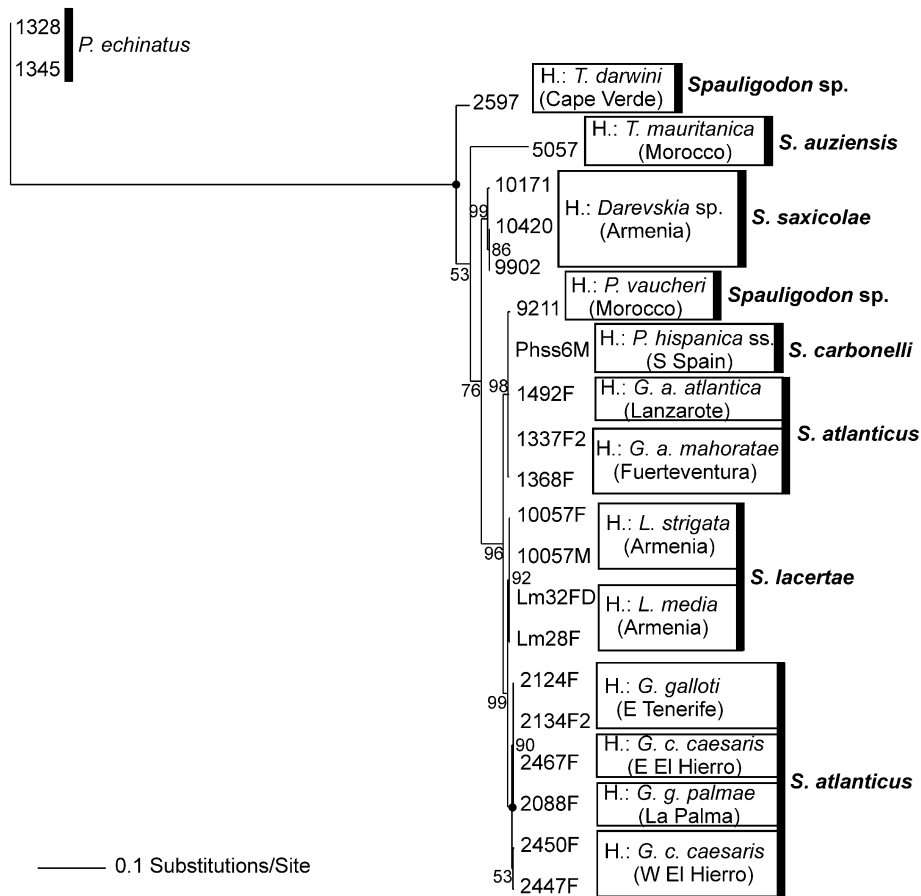 1328
1345
P. echinatus
2597
H.: T. darwini
(Cape Verde)
Spauligodon sp.
5057
H.: T. mauritanica
(Morocco)
S. auziensis
10171
99
10420
86
9902
53
H.: Darevskia sp.
(Armenia)
S. saxicolae
9211
H.: P. vaucheri
(Morocco)
Spauligodon sp.
Phss6M
H.: P. hispanica ss.
(S Spain)
S. carbonelli
76
98
1492F
H.: G. a. atlantica
(Lanzarote)
1337F2
1368F
H.: G. a. mahoratae
(Fuerteventura)
S. atlanticus
10057F
10057M
H.: L. strigata
(Armenia)
96
92
Lm32FD
Lm28F
H.: L. media
(Armenia)
S. lacertae
99
2124F
2134F2
H.: G. galloti
(E Tenerife)
90
2467F
H.: G. c. caesaris
(E El Hierro)
2088F
H.: G. g. palmae
(La Palma)
S. atlanticus
2450F
53
2447F
H.: G. c. caesaris
(W El Hierro)
0.1 Substitutions/Site